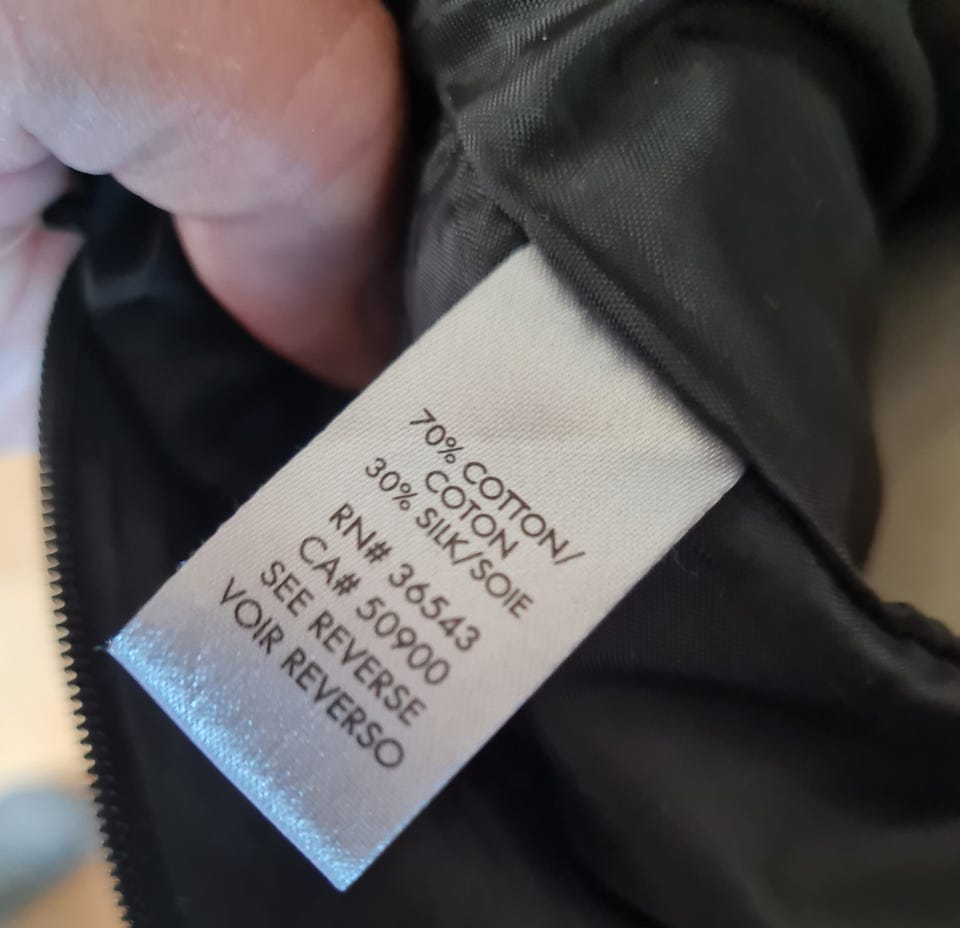 70% COTTON/
COTON
30% SILK/SOIE
RN# 36543
CA# 50900
SEE REVERSE
VOIR REVERSO